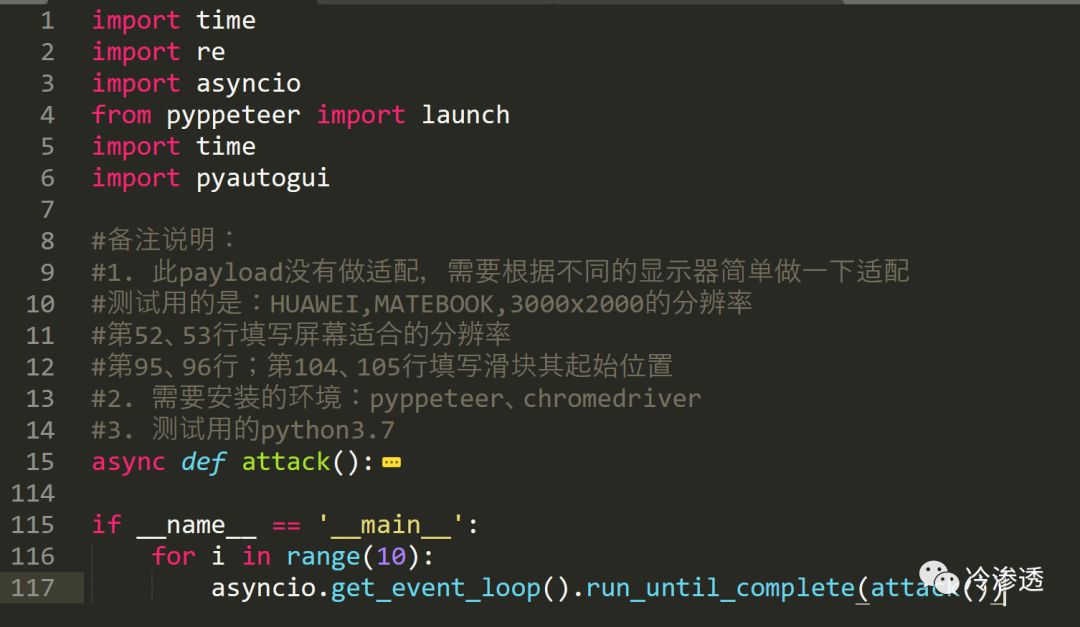 1 import time
2 import re
3 import asyncio
4 from pyppeteer import launch
5 import time
6 import pyautogui
7
8 #备注说明：
9 #1. 此payload没有做适配，需要根据不同的显示器简单做一下适配
10 #测试用的是：HUAWEI,MATEBOOK,3000x2000的分辨率
11 #第52、53行填写屏幕适合的分辨率
12 #第95、96行；第104、105行填写滑块其起始位置
13 #2. 需要安装的环境：pyppeteer、chromedriver
14 #3. 测试用的python3.7
15 async def attack():
114
115 if __name__ == '__main__':
116 for i in range(10):
117 asyncio.get_event_loop().run_until_complete(attack())
冷渗透